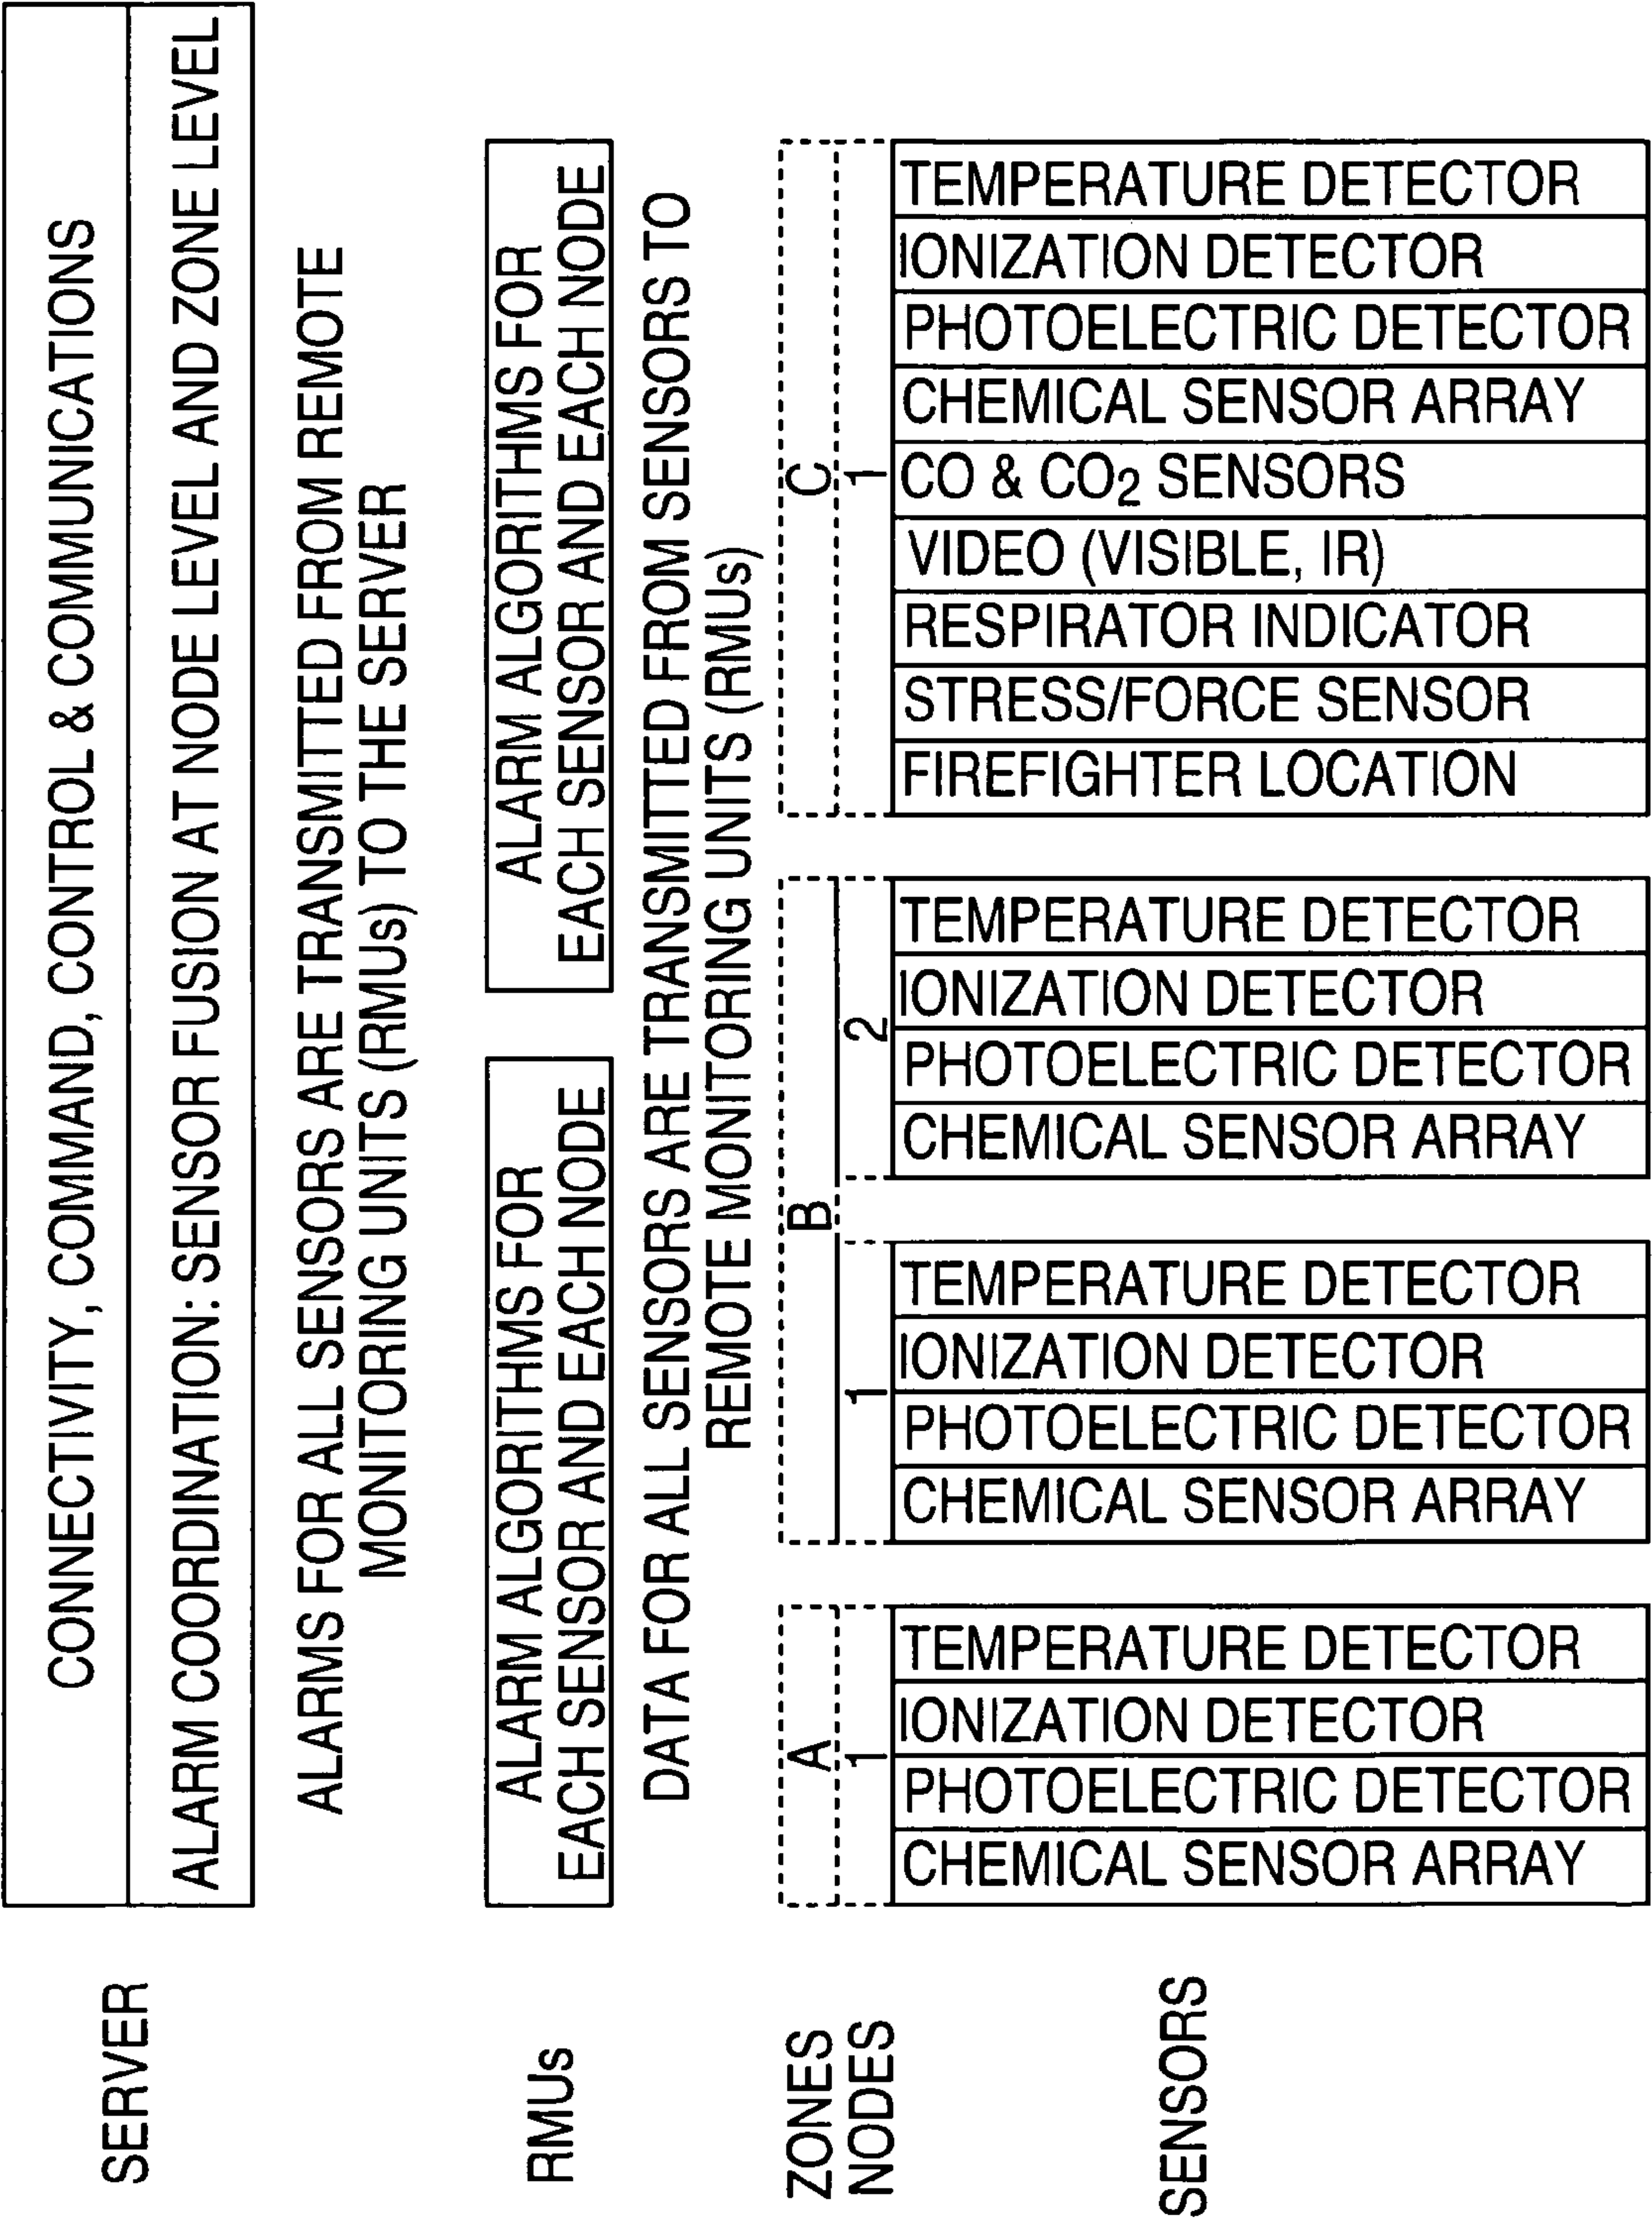 SERVER
CONNECTIVITY, COMMAND, CONTROL & COMMUNICATIONS
ALARM COORDINATION: SENSOR FUSION AT NODE LEVEL AND ZONE LEVEL
ALARMS FOR ALL SENSORS ARE TRANSMITTED FROM REMOTE
MONITORING UNITS (RMUs) TO THE SERVER
RMUs
ALARM ALGORITHMS FOR
EACH SENSOR AND EACH NODE
ALARM ALGORITHMS FOR
EACH SENSOR AND EACH NODE
DATA FOR ALL SENSORS ARE TRANSMITTED FROM SENSORS TO
REMOTE MONITORING UNITS (RMUs)
ZONES
A
B
C
NODES
1
1
2
1
SENSORS
CHEMICAL SENSOR ARRAY
PHOTOELECTRIC DETECTOR
IONIZATION DETECTOR
TEMPERATURE DETECTOR
CHEMICAL SENSOR ARRAY
PHOTOELECTRIC DETECTOR
IONIZATION DETECTOR
TEMPERATURE DETECTOR
CHEMICAL SENSOR ARRAY
PHOTOELECTRIC DETECTOR
IONIZATION DETECTOR
TEMPERATURE DETECTOR
FIREFIGHTER LOCATION
STRESS/FORCE SENSOR
RESPIRATOR INDICATOR
VIDEO (VISIBLE, IR)
CO & CO2 SENSORS
CHEMICAL SENSOR ARRAY
PHOTOELECTRIC DETECTOR
IONIZATION DETECTOR
TEMPERATURE DETECTOR